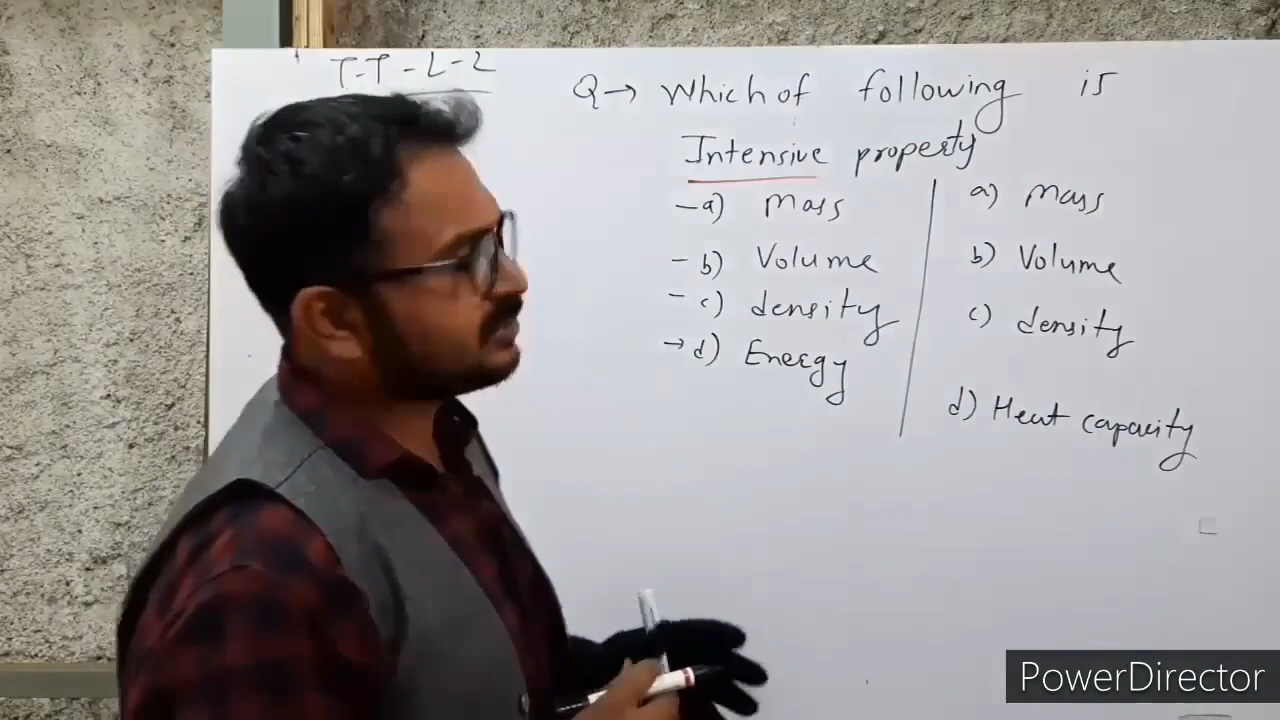 T-T-L-2
Q→ Which of following is
Intensive property
-a) Mass
- b) Volume
- c) density
→ d) Energy
a) Mass
b) Volume
c) density
d) Heat capacity
PowerDirector